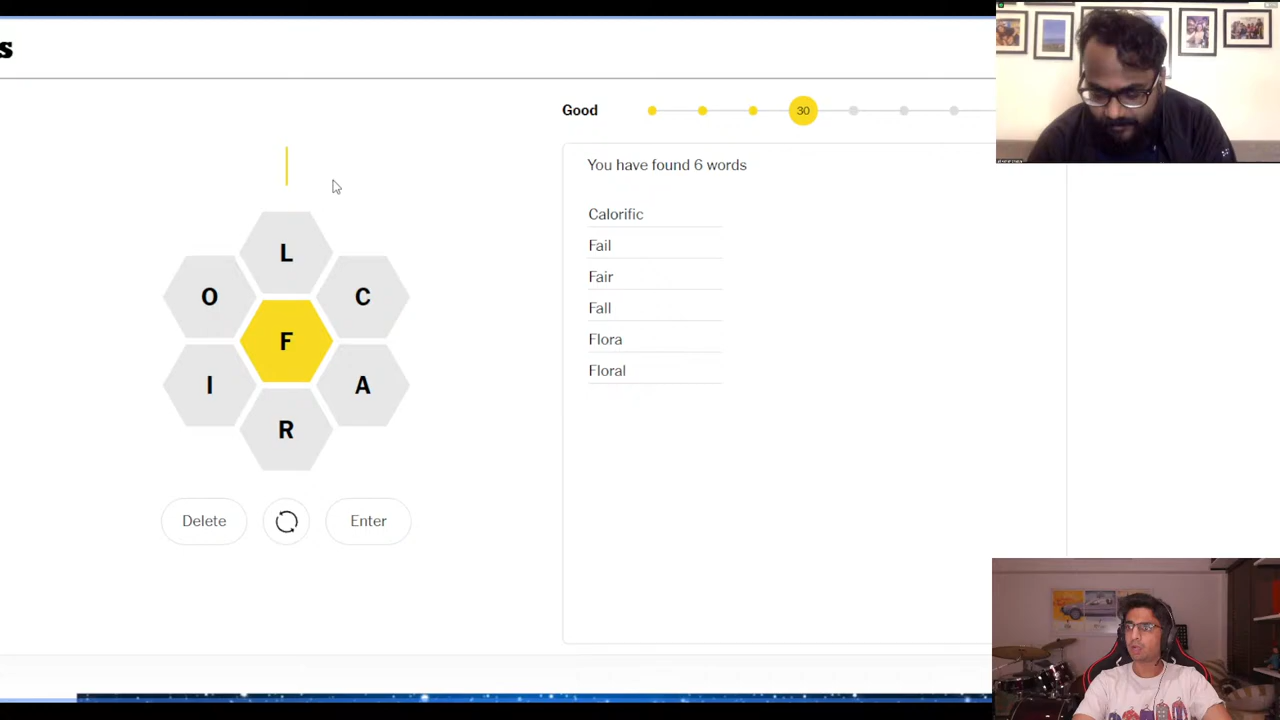 s
Good
30
You have found 6 words
Calorific
Fail
Fair
Fall
Flora
Floral
L
O
C
F
I
A
R
Delete
Enter